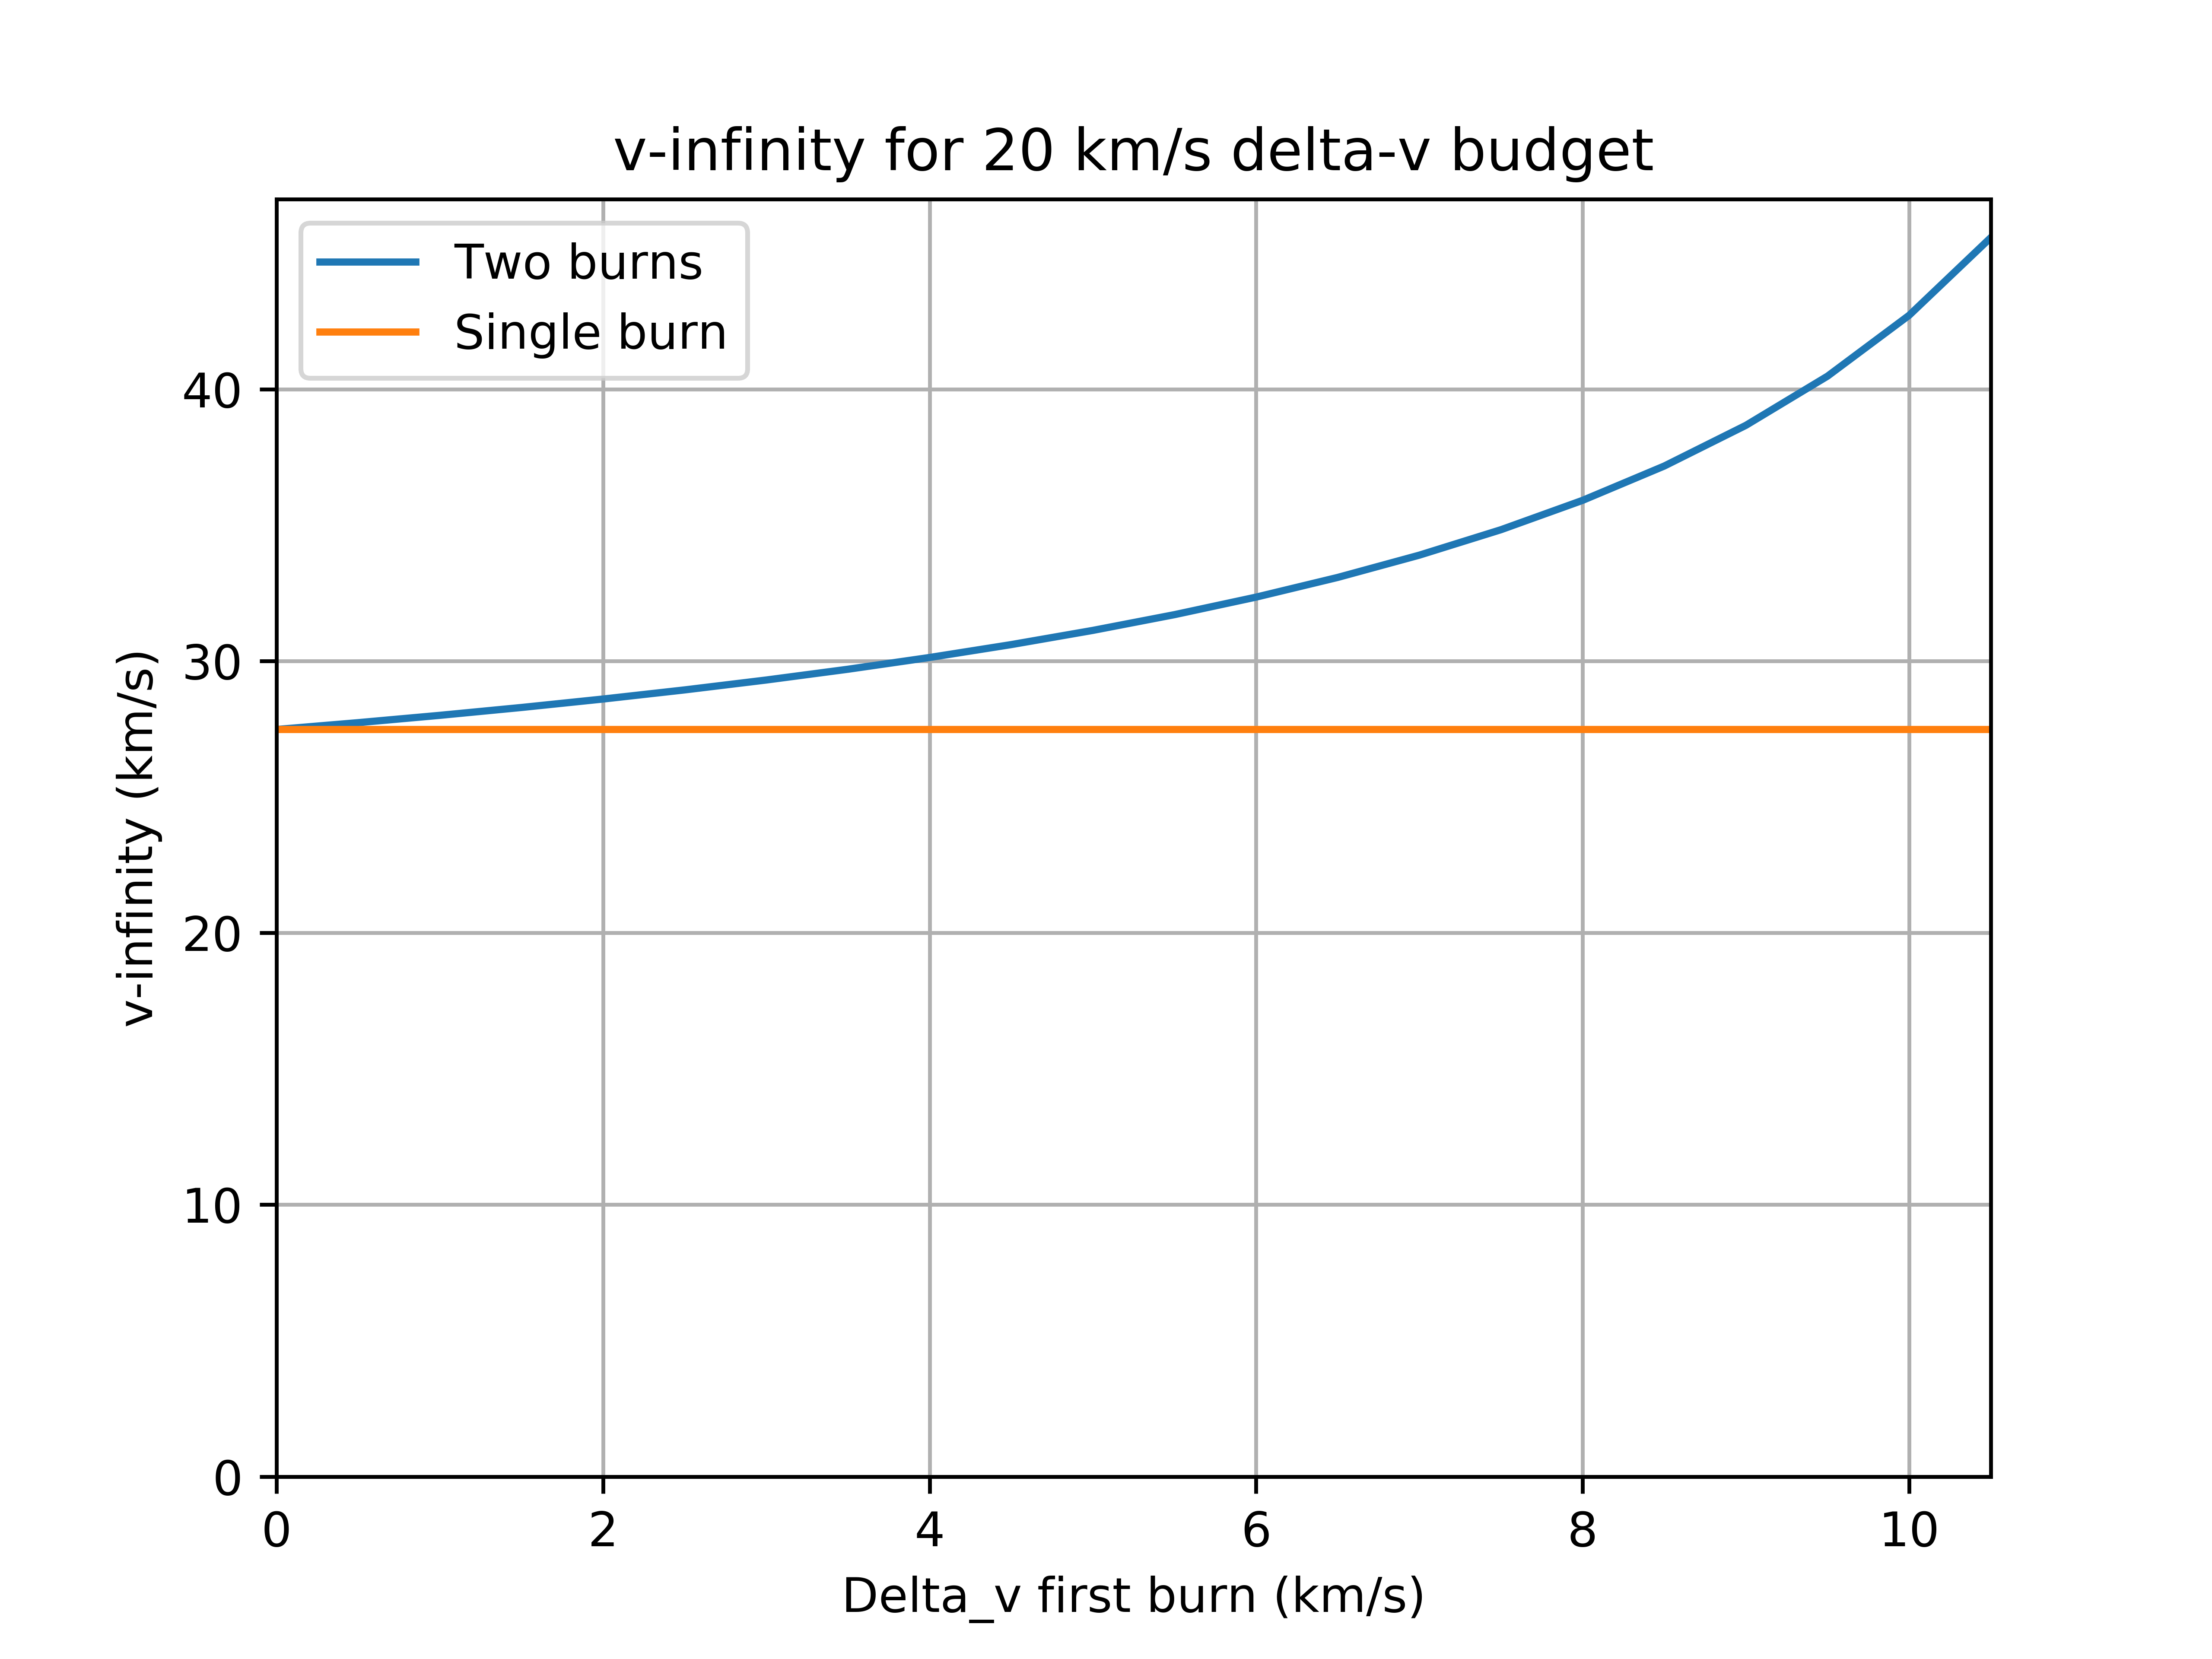 v-infinity for 20 km/s delta-v budget
Two burns
Single burn
v-infinity (km/s)
40
30
20
10
0
0 2 4 6 8 10
Delta_v first burn (km/s)